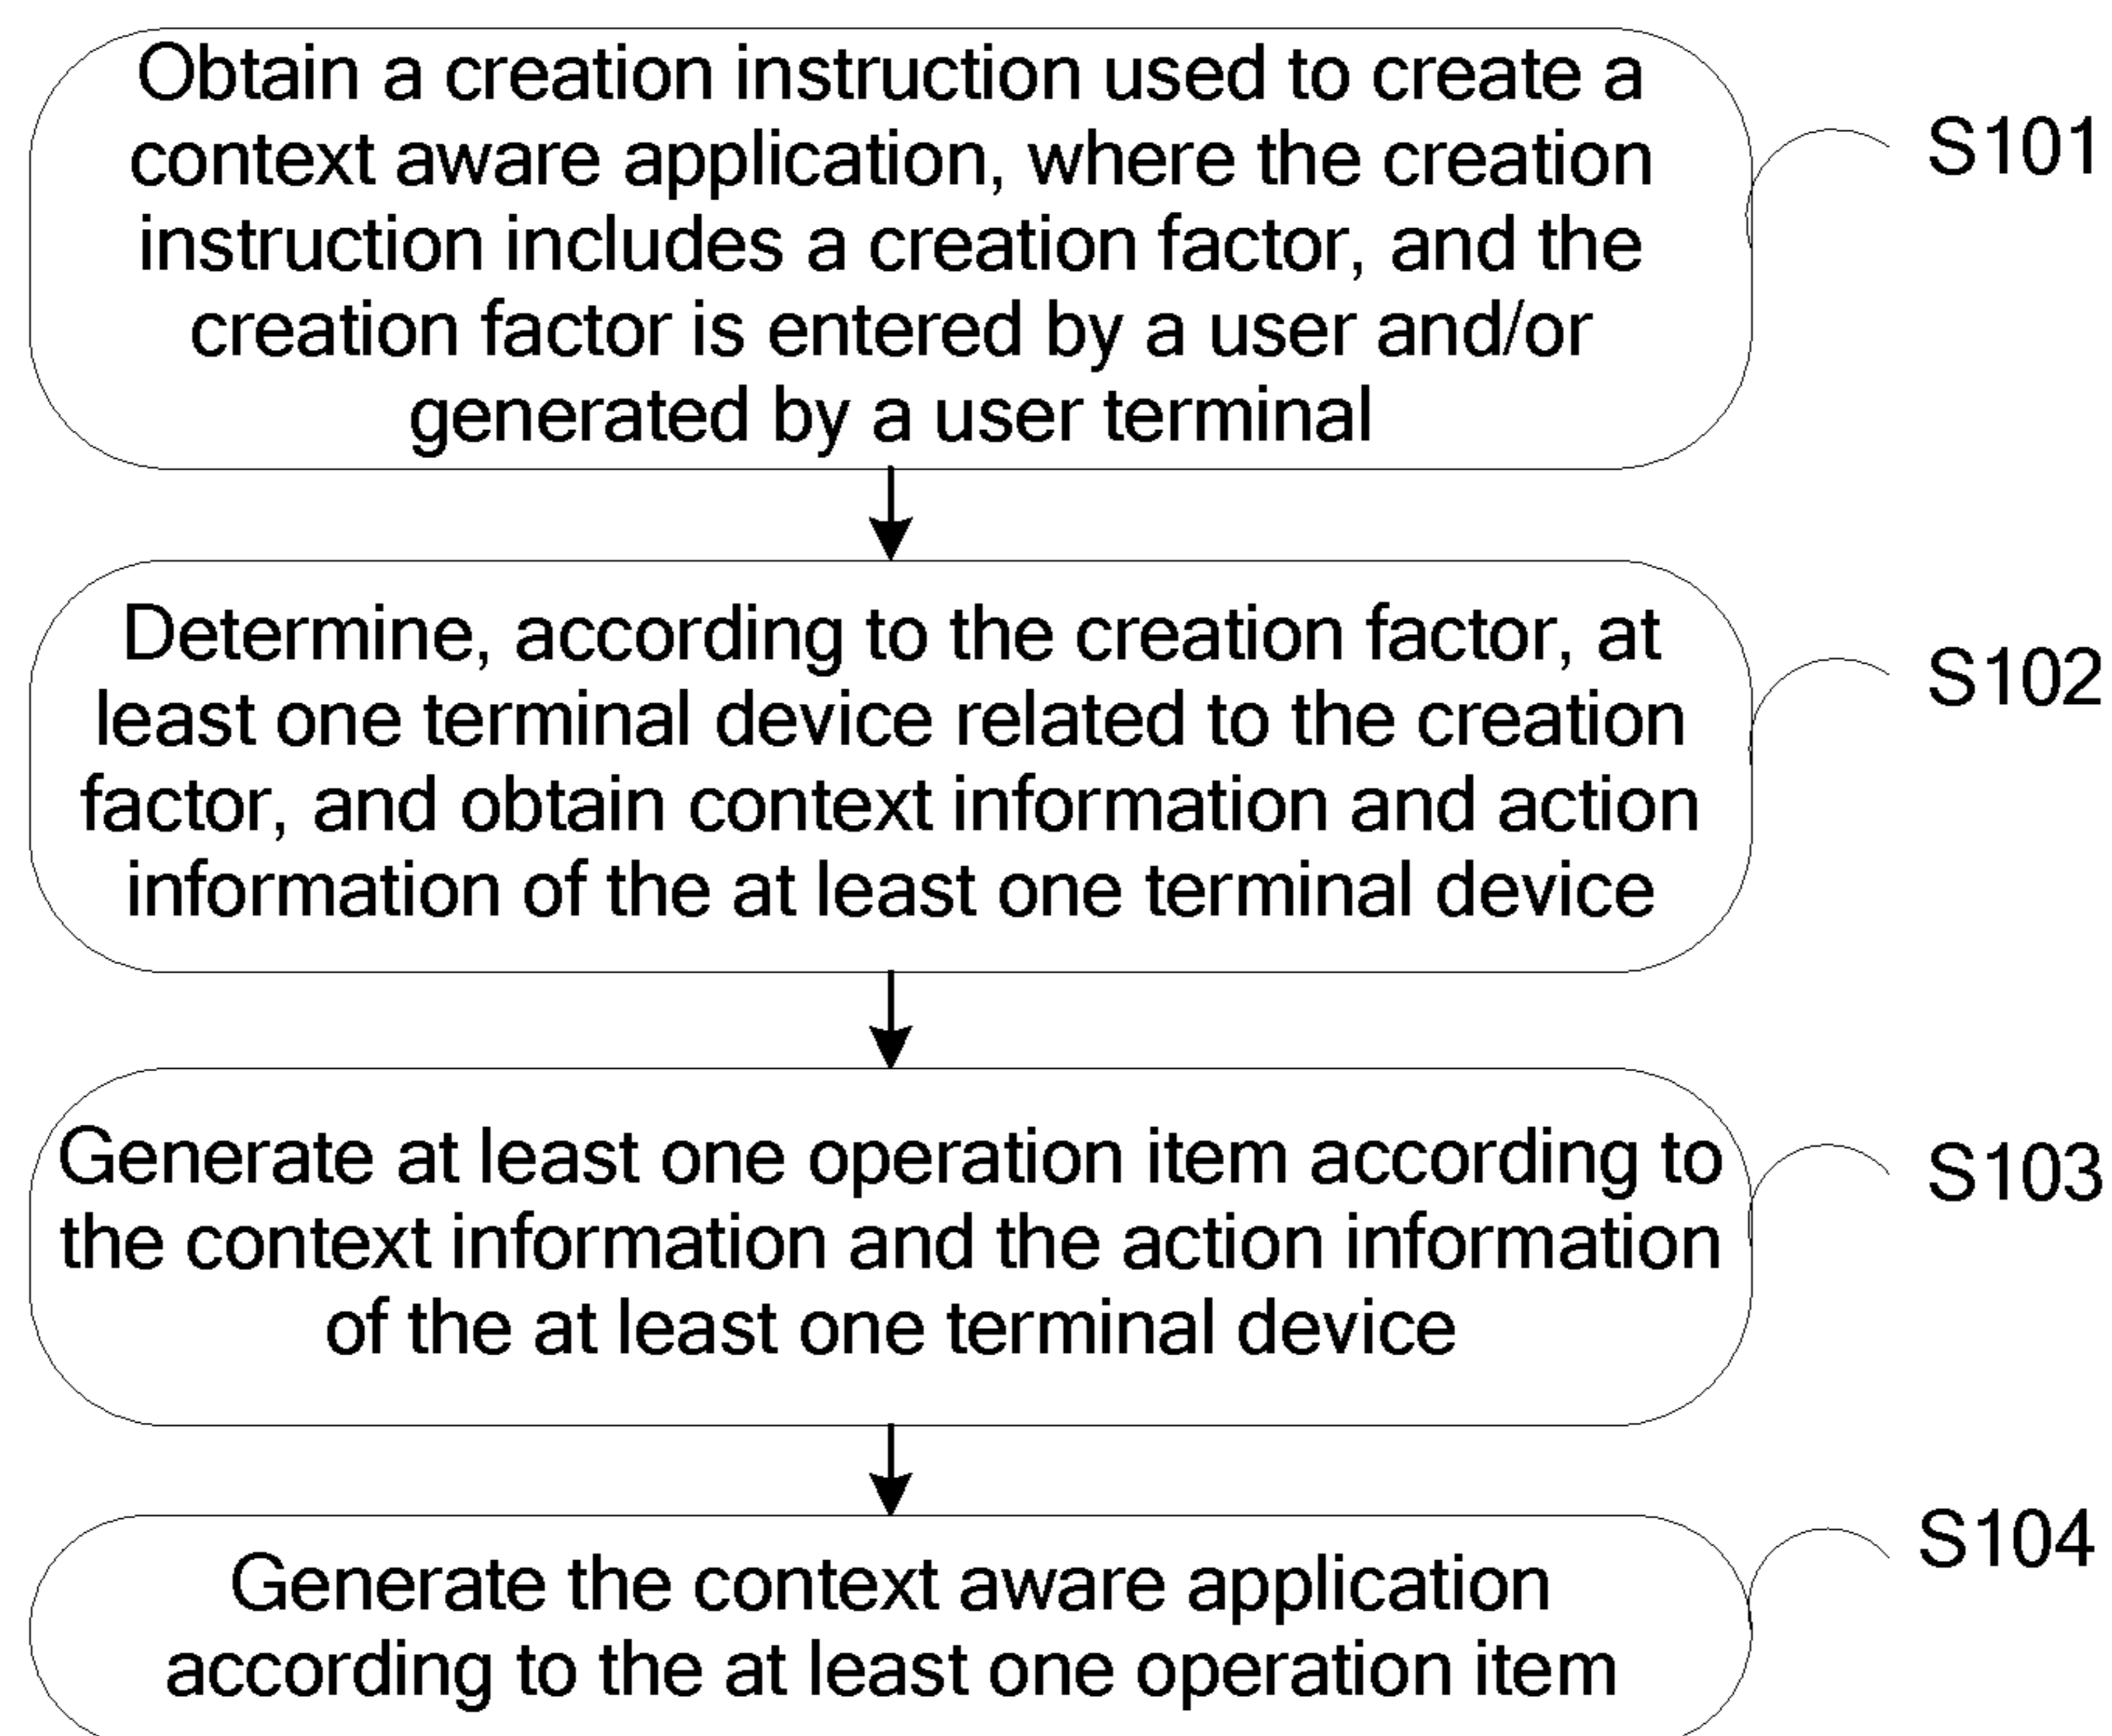 Obtain a creation instruction used to create a
context aware application, where the creation
instruction includes a creation factor, and the
creation factor is entered by a user and/or
generated by a user terminal
S101
Determine, according to the creation factor, at
least one terminal device related to the creation
factor, and obtain context information and action
information of the at least one terminal device
S102
Generate at least one operation item according to
the context information and the action information
of the at least one terminal device
S103
Generate the context aware application
according to the at least one operation item
S104